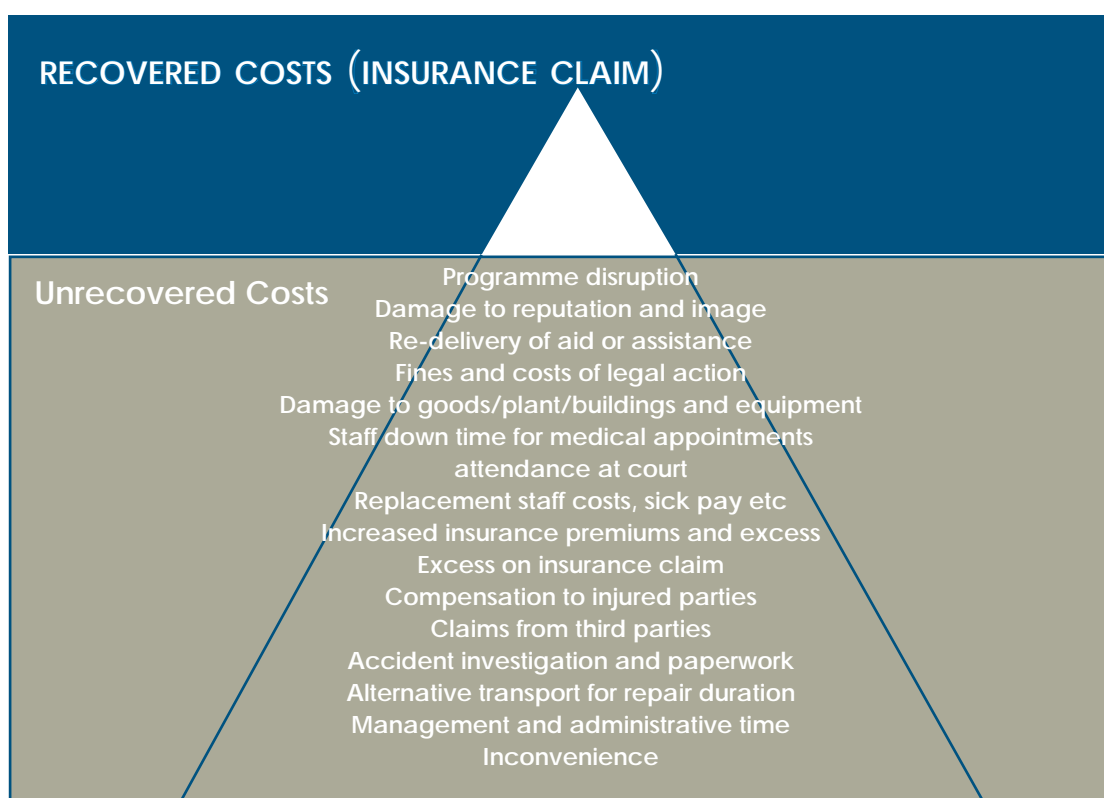 RECOVERED COSTS (INSURANCE CLAIM)
Unrecovered Costs
Programme disruption
Damage to reputation and image
Re-delivery of aid or assistance
Fines and costs of legal action
Damage to goods/plant/buildings and equipment
Staff down time for medical appointments
attendance at court
Replacement staff costs, sick pay etc
Increased insurance premiums and excess
Excess on insurance claim
Compensation to injured parties
Claims from third parties
Accident investigation and paperwork
Alternative transport for repair duration
Management and administrative time
Inconvenience